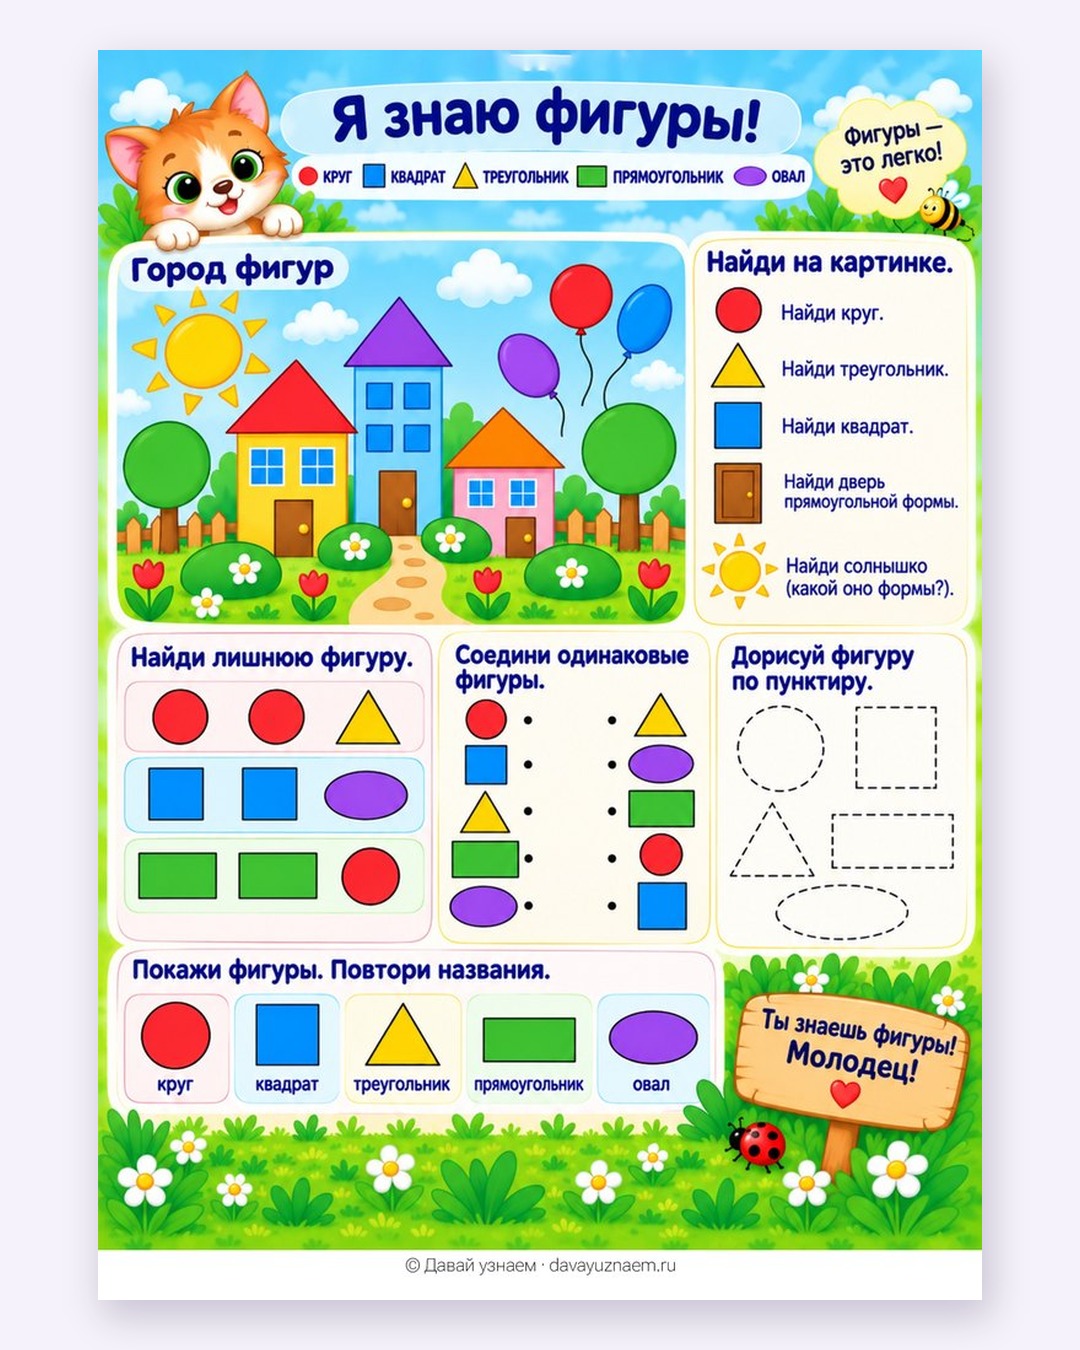 Я знаю фигуры!
КРУГ КВАДРАТ ТРЕУГОЛЬНИК ПРЯМОУГОЛЬНИК ОВАЛ
Фигуры —
это легко!
Город фигур
Найди на картинке.
Найди круг.
Найди треугольник.
Найди квадрат.
Найди дверь
прямоугольной формы.
Найди солнышко
(какой оно формы?).
Найди лишнюю фигуру.
Соедини одинаковые
фигуры.
Дорисуй фигуру
по пунктиру.
Покажи фигуры. Повтори названия.
круг квадрат треугольник прямоугольник овал
Ты знаешь фигуры!
Молодец!
© Давай узнаем · davayuznaem.ru